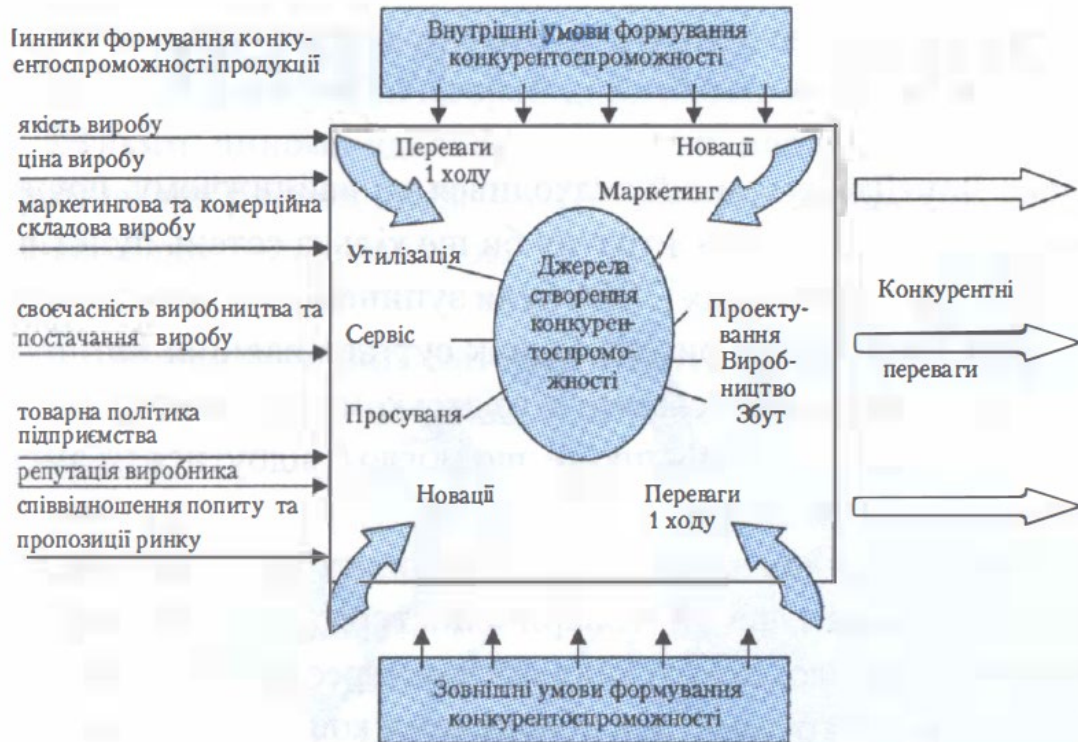 Інники формування конку-
ентоспроможності продукції
Внутрішні умови формування
конкурентоспроможності
якість виробу
ціна виробу
маркетингова та комерційна
складова виробу
своєчасність виробництва та
постачання виробу
товарна політика
підприємства
репутація виробника
співвідношення попиту та
пропозиції ринку
Переваги
1 ходу
Новації
Маркетинг
Утилізація
Сервіс
Просуваня
Джерела
створення
конкурен-
тоспромо-
жності
Проекту-
вання
Вироб-
ництво
Збут
Новації
Переваги
1 ходу
Конкурентні
переваги
Зовнішні умови формування
конкурентоспроможності